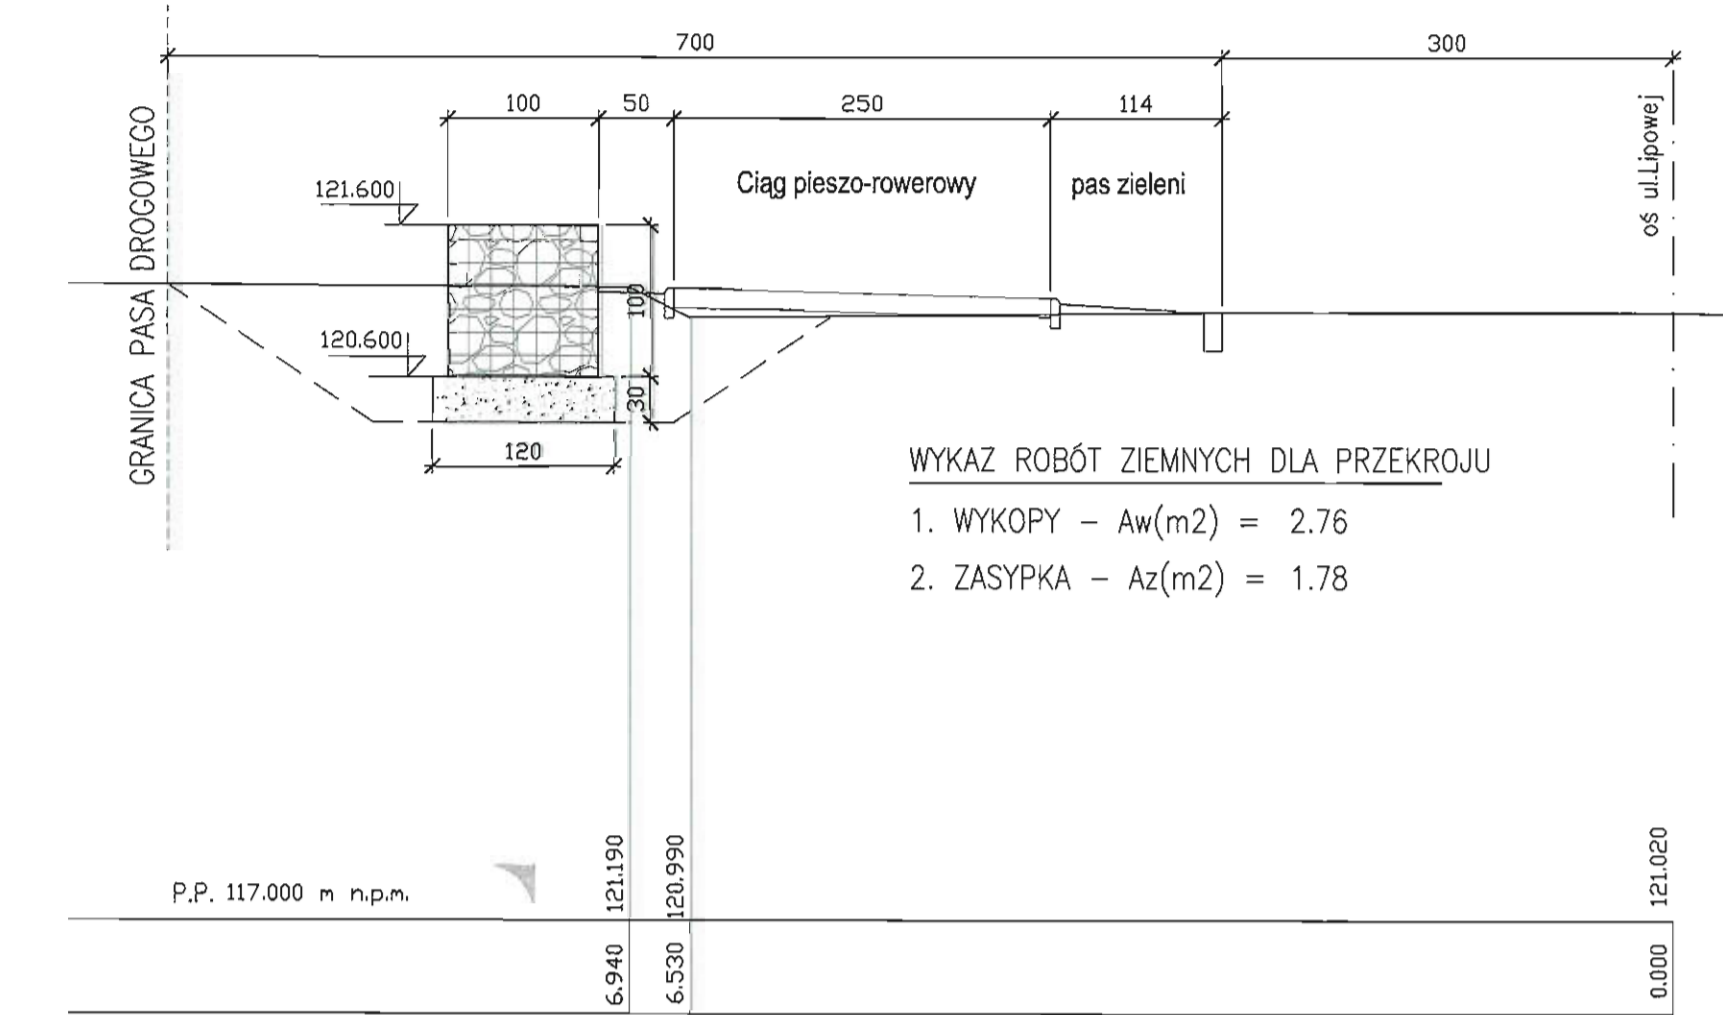 700
300
100
50
250
114
GRANICA PASA DROGOWEGO
121.600
Ciąg pieszo-rowerowy
pas zieleni
oś ul.Lipowej
100
120.600
30
120
WYKAZ ROBÓT ZIEMNYCH DLA PRZEKROJU
1. WYKOPY – Aw(m2) = 2.76
2. ZASYPKA – Az(m2) = 1.78
P.P. 117.000 m n.p.m.
121.190
120.990
121.020
6.940
6.530
0.000